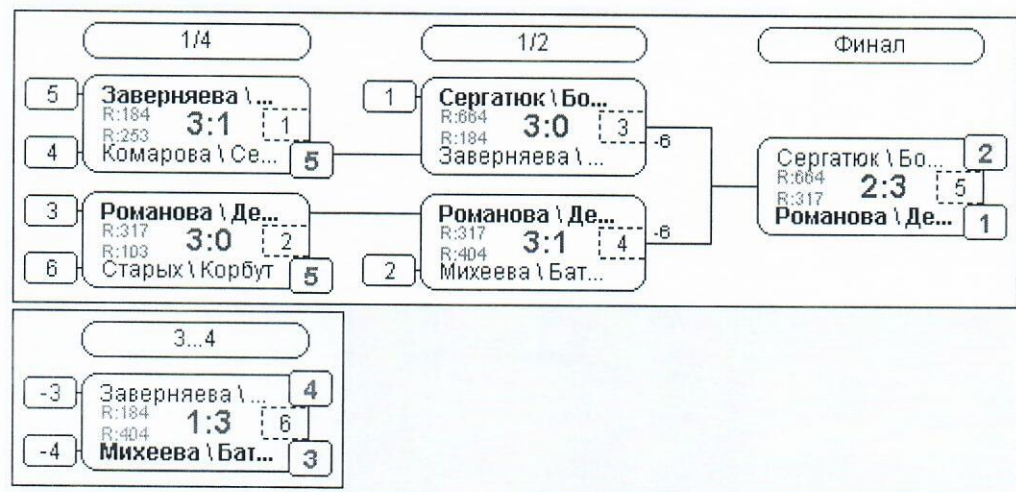 1/4
1/2
Финал
5
Заверняева \ ...
R:184
3:1
1
R:253
4
Комарова \ Се...
5
3
Романова \ Де...
R:317
3:0
2
R:103
6
Старых \ Корбут
5
1
Сергатюк \ Бо...
R:664
3:0
3
-6
R:184
Заверняева \ ...
Романова \ Де...
R:317
3:1
4
-6
R:404
2
Михеева \ Бат...
Сергатюк \ Бо...
2
R:664
2:3
5
R:317
Романова \ Де...
1
3...4
-3
Заверняева \ ...
4
R:184
1:3
6
R:404
-4
Михеева \ Бат...
3